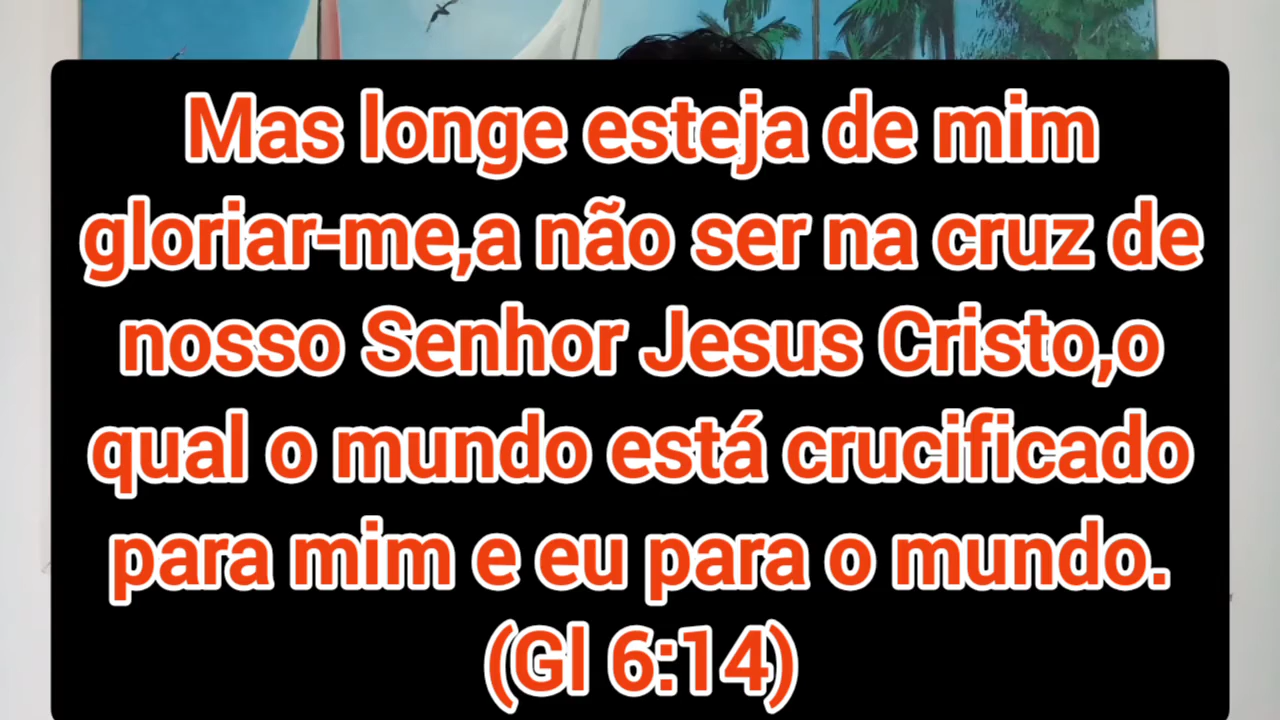 Mas longe esteja de mim
gloriar-me,a não ser na cruz de
nosso Senhor Jesus Cristo,o
qual o mundo está crucificado
para mim e eu para o mundo.
(Gl 6:14)